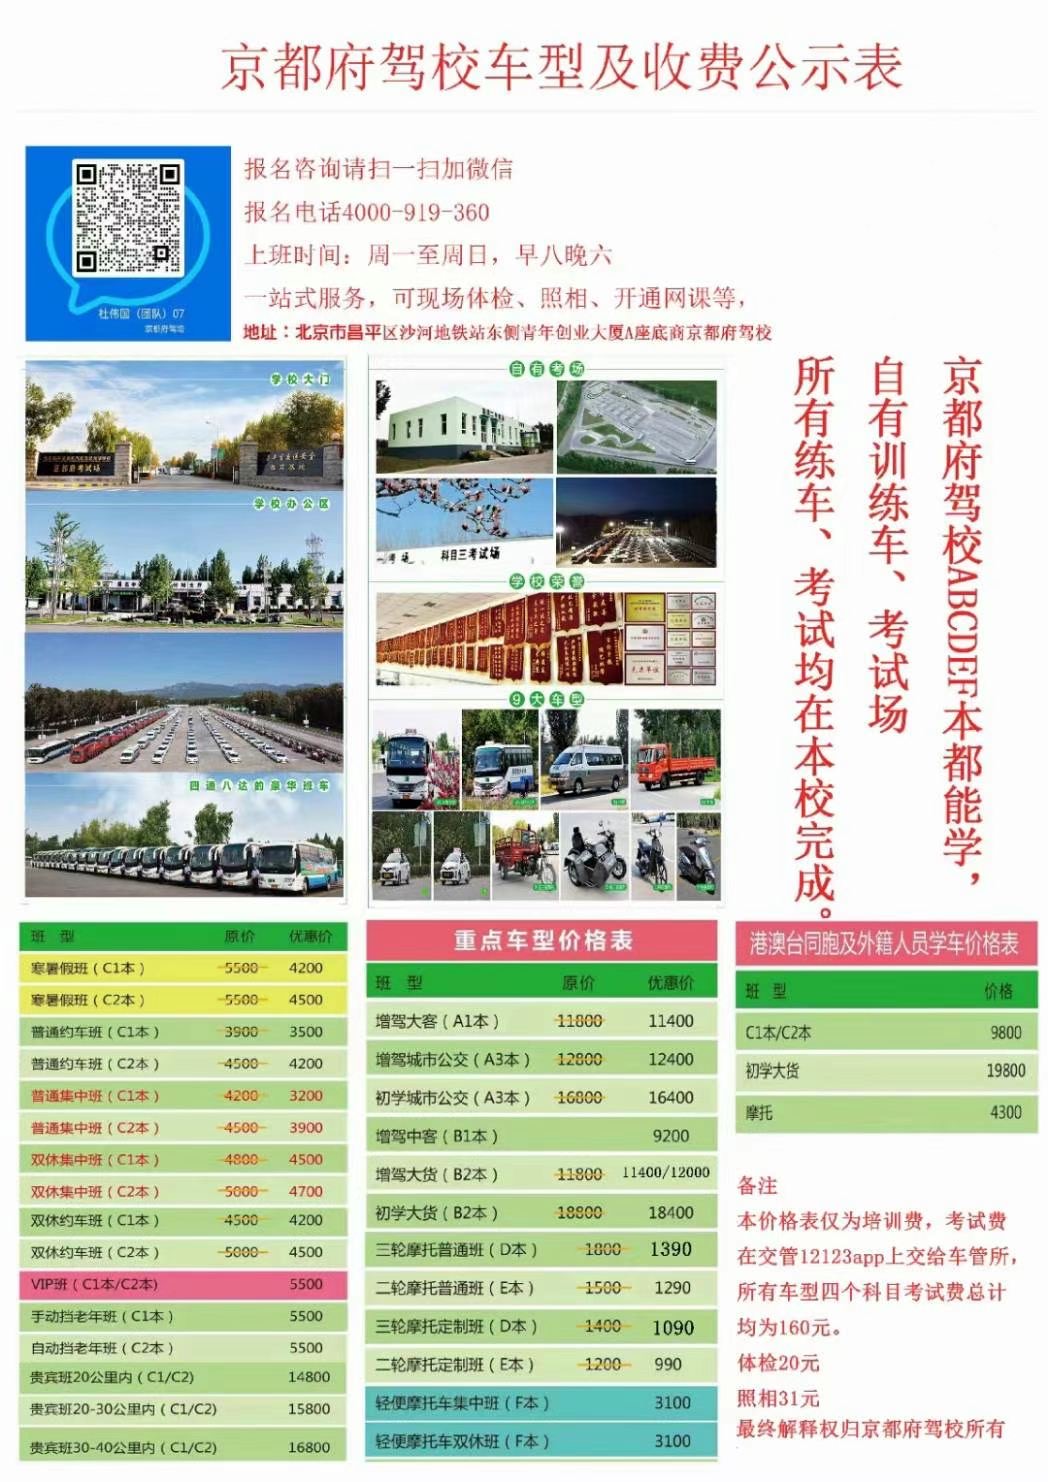 京都府驾校车型及收费公示表
报名咨询请扫一扫加微信
报名电话4000-919-360
上班时间：周一至周日，早八晚六
一站式服务，可现场体检、照相、开通网课等，
地址：北京市昌平区沙河地铁站东侧青年创业大厦A座底商京都府驾校
杜伟国（团队）07
京都府驾培
京都府驾校ABCDEF本都能学，
自有训练车、考试场
所有练车、考试均在本校完成。
学校大门
京都府考试场
学校办公区
四通八达的豪华班车
自有考场
科目三考试场
学校荣誉
9大车型
班 型 原价 优惠价
寒暑假班（C1本） 5500 4200
寒暑假班（C2本） 5500 4500
普通约车班（C1本） 3900 3500
普通约车班（C2本） 4500 4200
普通集中班（C1本） 4200 3200
普通集中班（C2本） 4500 3900
双休集中班（C1本） 4800 4500
双休集中班（C2本） 5000 4700
双休约车班（C1本） 4500 4200
双休约车班（C2本） 5000 4500
VIP班（C1本/C2本) 5500
手动挡老年班（C1本） 5500
自动挡老年班（C2本） 5500
贵宾班20公里内（C1/C2) 14800
贵宾班20-30公里内（C1/C2) 15800
贵宾班30-40公里内（C1/C2) 16800
重点车型价格表
班 型 原价 优惠价
增驾大客（A1本） 11800 11400
增驾城市公交（A3本） 12800 12400
初学城市公交（A3本） 16800 16400
增驾中客（B1本） 9200
增驾大货（B2本） 11800 11400/12000
初学大货（B2本） 18800 18400
三轮摩托普通班（D本） 1800 1390
二轮摩托普通班（E本） 1500 1290
三轮摩托定制班（D本） 1400 1090
二轮摩托定制班（E本） 1200 990
轻便摩托车集中班（F本） 3100
轻便摩托车双休班（F本） 3100
港澳台同胞及外籍人员学车价格表
班 型 价格
C1本/C2本 9800
初学大货 19800
摩托 4300
备注
本价格表仅为培训费，考试费
在交管12123app上交给车管所，
所有车型四个科目考试费总计
均为160元。
体检20元
照相31元
最终解释权归京都府驾校所有